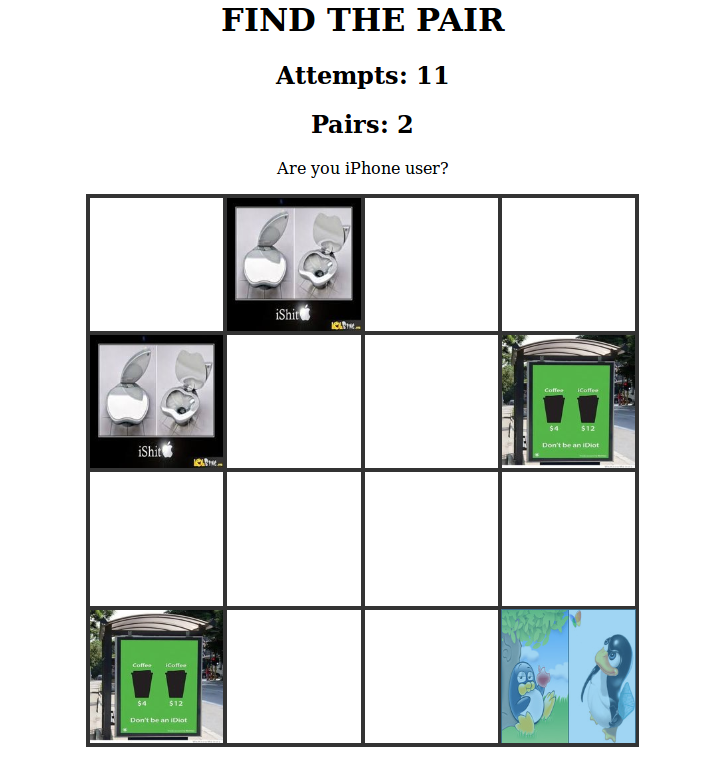 FIND THE PAIR
Attempts: 11
Pairs: 2
Are you iPhone user?
iShit
iShit
Coffee iCoffee
$4 $12
Don't be an iDiot
Coffee iCoffee
$4 $12
Don't be an iDiot